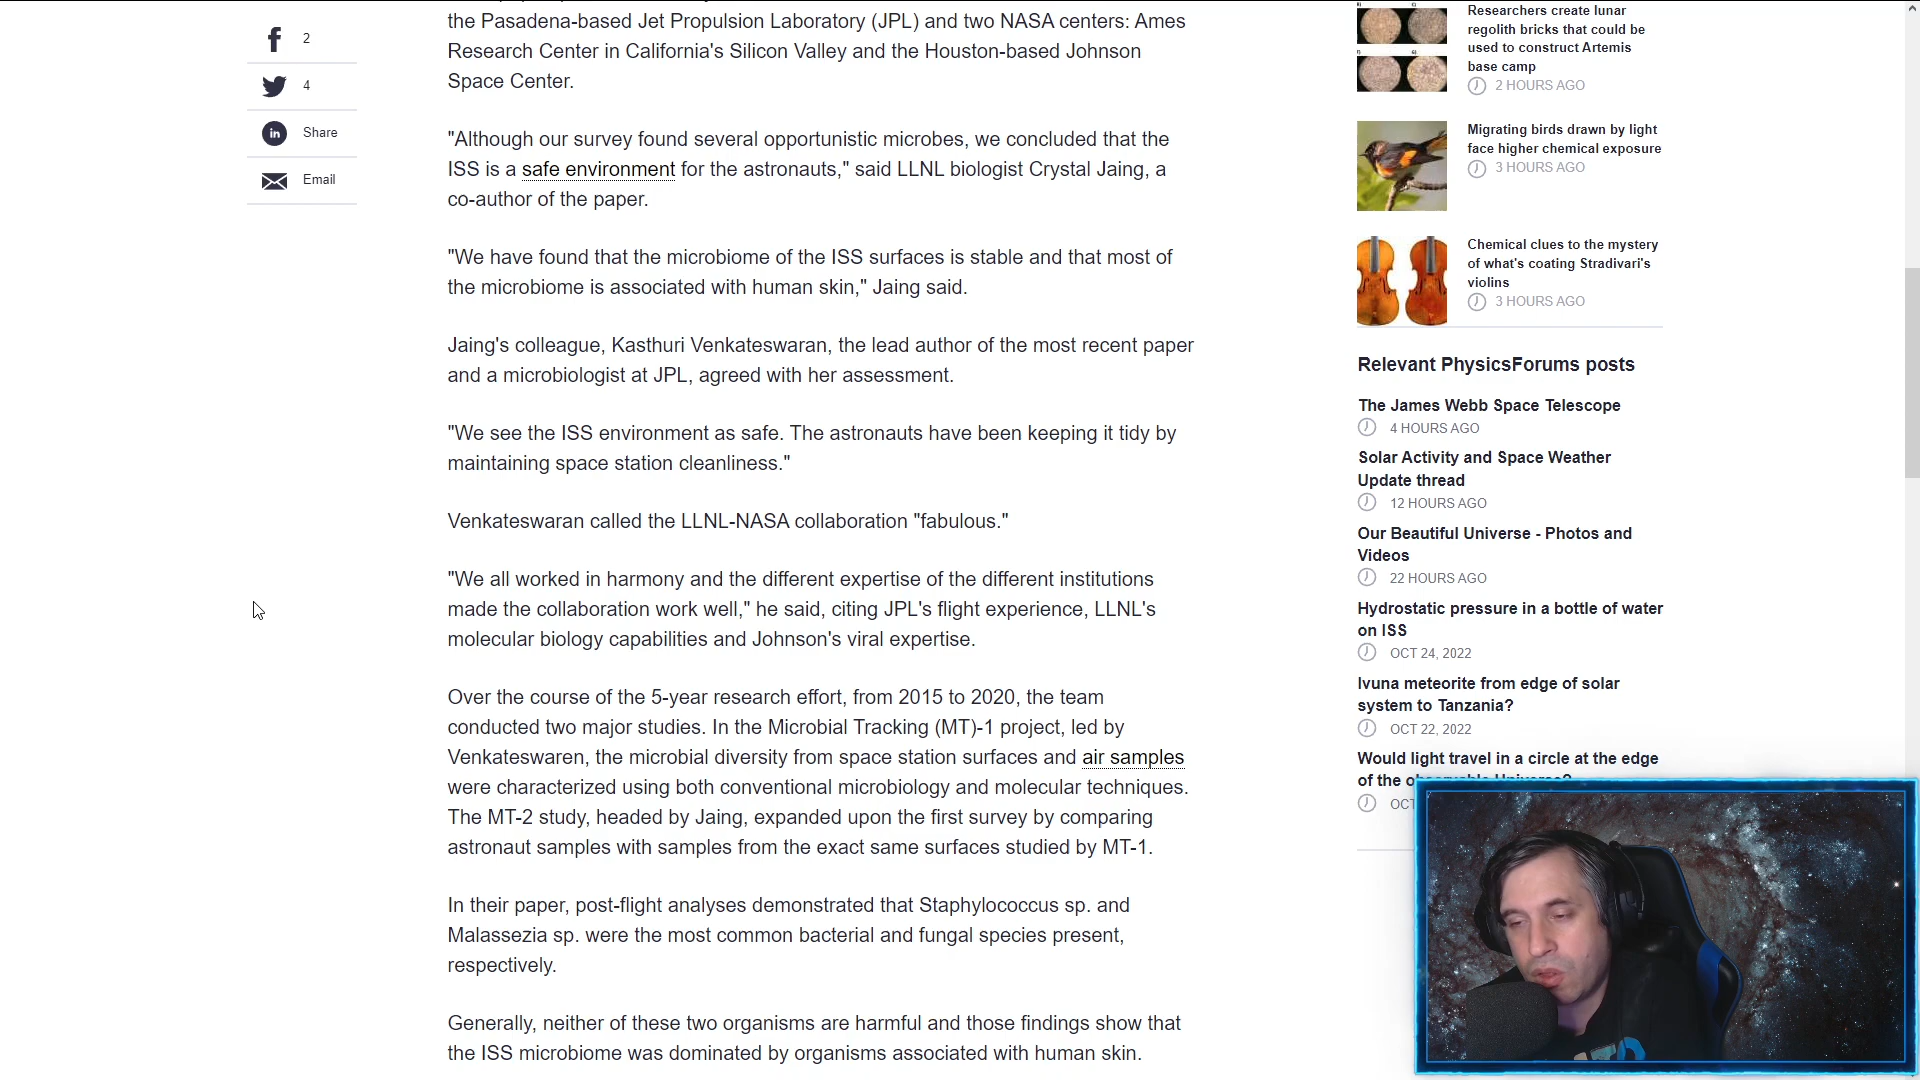 2
4
Share
Email
the Pasadena-based Jet Propulsion Laboratory (JPL) and two NASA centers: Ames
Research Center in California's Silicon Valley and the Houston-based Johnson
Space Center.
"Although our survey found several opportunistic microbes, we concluded that the
ISS is a safe environment for the astronauts," said LLNL biologist Crystal Jaing, a
co-author of the paper.
"We have found that the microbiome of the ISS surfaces is stable and that most of
the microbiome is associated with human skin," Jaing said.
Jaing's colleague, Kasthuri Venkateswaran, the lead author of the most recent paper
and a microbiologist at JPL, agreed with her assessment.
"We see the ISS environment as safe. The astronauts have been keeping it tidy by
maintaining space station cleanliness."
Venkateswaran called the LLNL-NASA collaboration "fabulous."
"We all worked in harmony and the different expertise of the different institutions
made the collaboration work well," he said, citing JPL's flight experience, LLNL's
molecular biology capabilities and Johnson's viral expertise.
Over the course of the 5-year research effort, from 2015 to 2020, the team
conducted two major studies. In the Microbial Tracking (MT)-1 project, led by
Venkateswaren, the microbial diversity from space station surfaces and air samples
were characterized using both conventional microbiology and molecular techniques.
The MT-2 study, headed by Jaing, expanded upon the first survey by comparing
astronaut samples with samples from the exact same surfaces studied by MT-1.
In their paper, post-flight analyses demonstrated that Staphylococcus sp. and
Malassezia sp. were the most common bacterial and fungal species present,
respectively.
Generally, neither of these two organisms are harmful and those findings show that
the ISS microbiome was dominated by organisms associated with human skin.
Researchers create lunar
regolith bricks that could be
used to construct Artemis
base camp
2 HOURS AGO
Migrating birds drawn by light
face higher chemical exposure
3 HOURS AGO
Chemical clues to the mystery
of what's coating Stradivari's
violins
3 HOURS AGO
Relevant PhysicsForums posts
The James Webb Space Telescope
4 HOURS AGO
Solar Activity and Space Weather
Update thread
12 HOURS AGO
Our Beautiful Universe - Photos and
Videos
22 HOURS AGO
Hydrostatic pressure in a bottle of water
on ISS
OCT 24, 2022
Ivuna meteorite from edge of solar
system to Tanzania?
OCT 22, 2022
Would light travel in a circle at the edge
of the
OCT